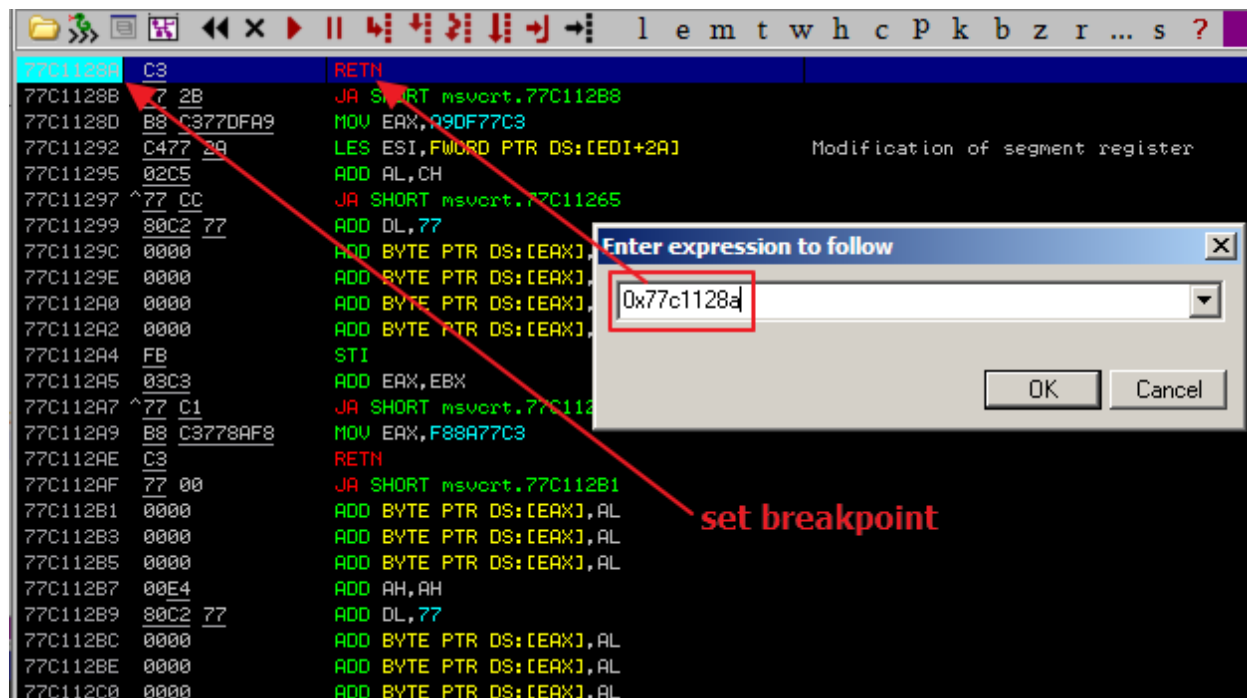 l e m t w h c P k b z r ... s ?
77C1128A C3 RETN
77C1128B 77 2B JA SHORT msvcrt.77C112B8
77C1128D B8 C377DFA9 MOV EAX,A9DF77C3
77C11292 C477 2A LES ESI,FWORD PTR DS:[EDI+2A] Modification of segment register
77C11295 02C5 ADD AL,CH
77C11297 ^77 CC JA SHORT msvcrt.77C11265
77C11299 80C2 77 ADD DL,77
77C1129C 0000 ADD BYTE PTR DS:[EAX],
77C1129E 0000 ADD BYTE PTR DS:[EAX],
77C112A0 0000 ADD BYTE PTR DS:[EAX],
77C112A2 0000 ADD BYTE PTR DS:[EAX],
77C112A4 FB STI
77C112A5 03C3 ADD EAX,EBX
77C112A7 ^77 C1 JA SHORT msvcrt.77C112
77C112A9 B8 C3778AF8 MOV EAX,F88A77C3
77C112AE C3 RETN
77C112AF 77 00 JA SHORT msvcrt.77C112B1
77C112B1 0000 ADD BYTE PTR DS:[EAX],AL
77C112B3 0000 ADD BYTE PTR DS:[EAX],AL
77C112B5 0000 ADD BYTE PTR DS:[EAX],AL
77C112B7 00E4 ADD AH,AH
77C112B9 80C2 77 ADD DL,77
77C112BC 0000 ADD BYTE PTR DS:[EAX],AL
77C112BE 0000 ADD BYTE PTR DS:[EAX],AL
77C112C0 0000 ADD BYTE PTR DS:[EAX],AL
Enter expression to follow
0x77c1128a
OK Cancel
set breakpoint